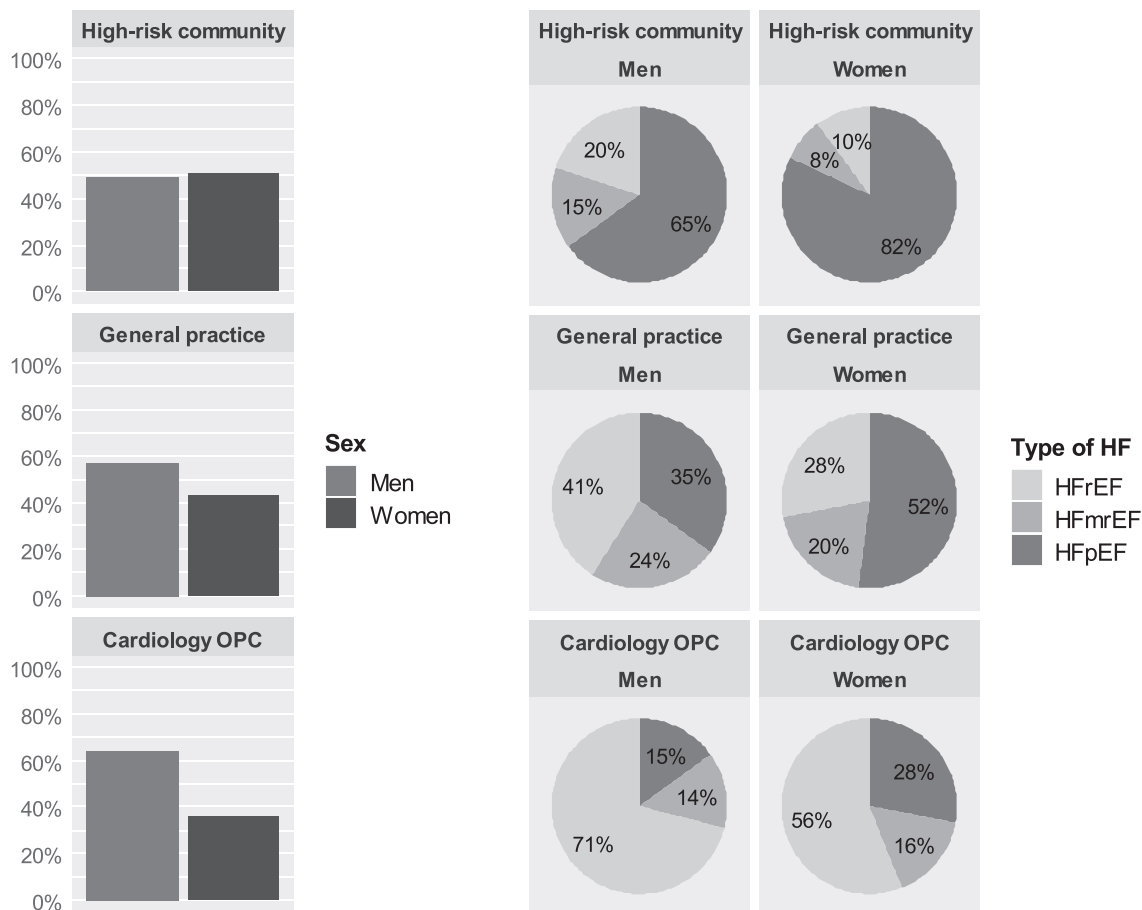 High-risk community
100%
80%
60%
40%
20%
0%
General practice
100%
80%
60%
40%
20%
0%
Cardiology OPC
100%
80%
60%
40%
20%
0%
Sex
Men
Women
High-risk community
Men
20%
15%
65%
High-risk community
Women
10%
8%
82%
General practice
Men
41%
35%
24%
General practice
Women
28%
52%
20%
Cardiology OPC
Men
15%
14%
71%
Cardiology OPC
Women
28%
56%
16%
Type of HF
HFrEF
HFmrEF
HFpEF